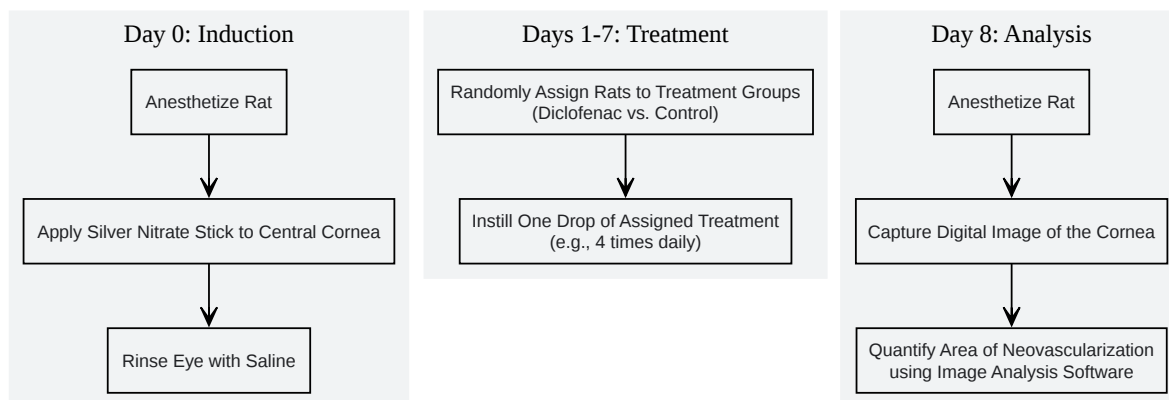 Day 0: Induction
Anesthetize Rat
Apply Silver Nitrate Stick to Central Cornea
Rinse Eye with Saline
Days 1-7: Treatment
Randomly Assign Rats to Treatment Groups
(Diclofenac vs. Control)
Instill One Drop of Assigned Treatment
(e.g., 4 times daily)
Day 8: Analysis
Anesthetize Rat
Capture Digital Image of the Cornea
Quantify Area of Neovascularization
using Image Analysis Software